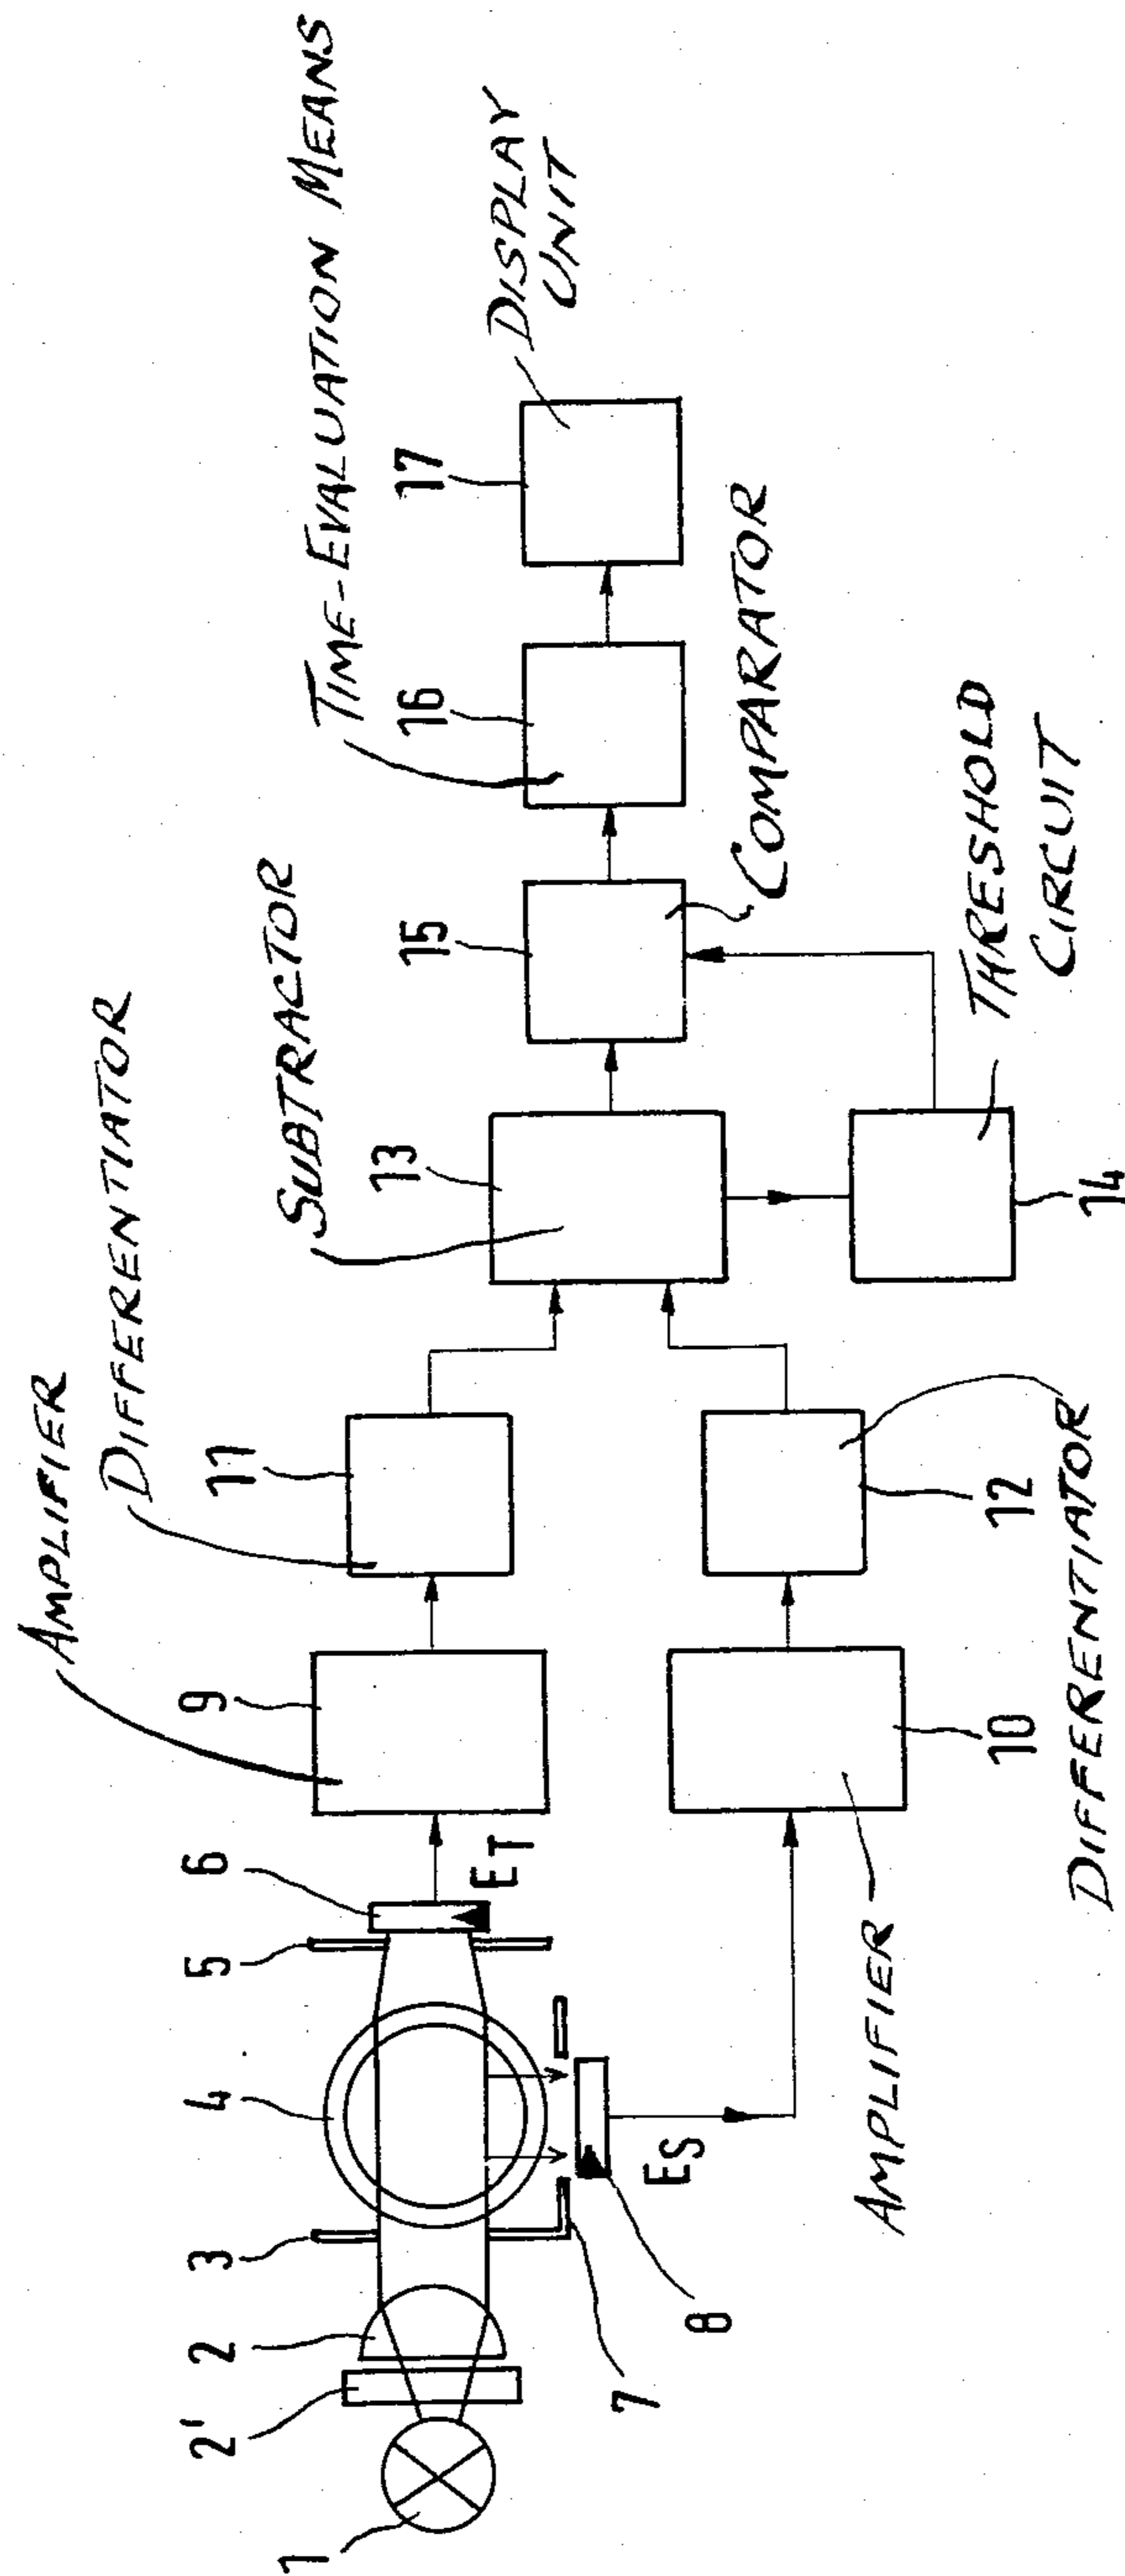 AMPLIFIER
DIFFERENTIATOR
SUBTRACTOR
TIME-EVALUATION MEANS
1
2'
2
3
4
5
6
9
11
13
15
16
17
DISPLAY
UNIT
ET
ES
7
8
10
12
14
COMPARATOR
THRESHOLD
CIRCUIT
AMPLIFIER
DIFFERENTIATOR